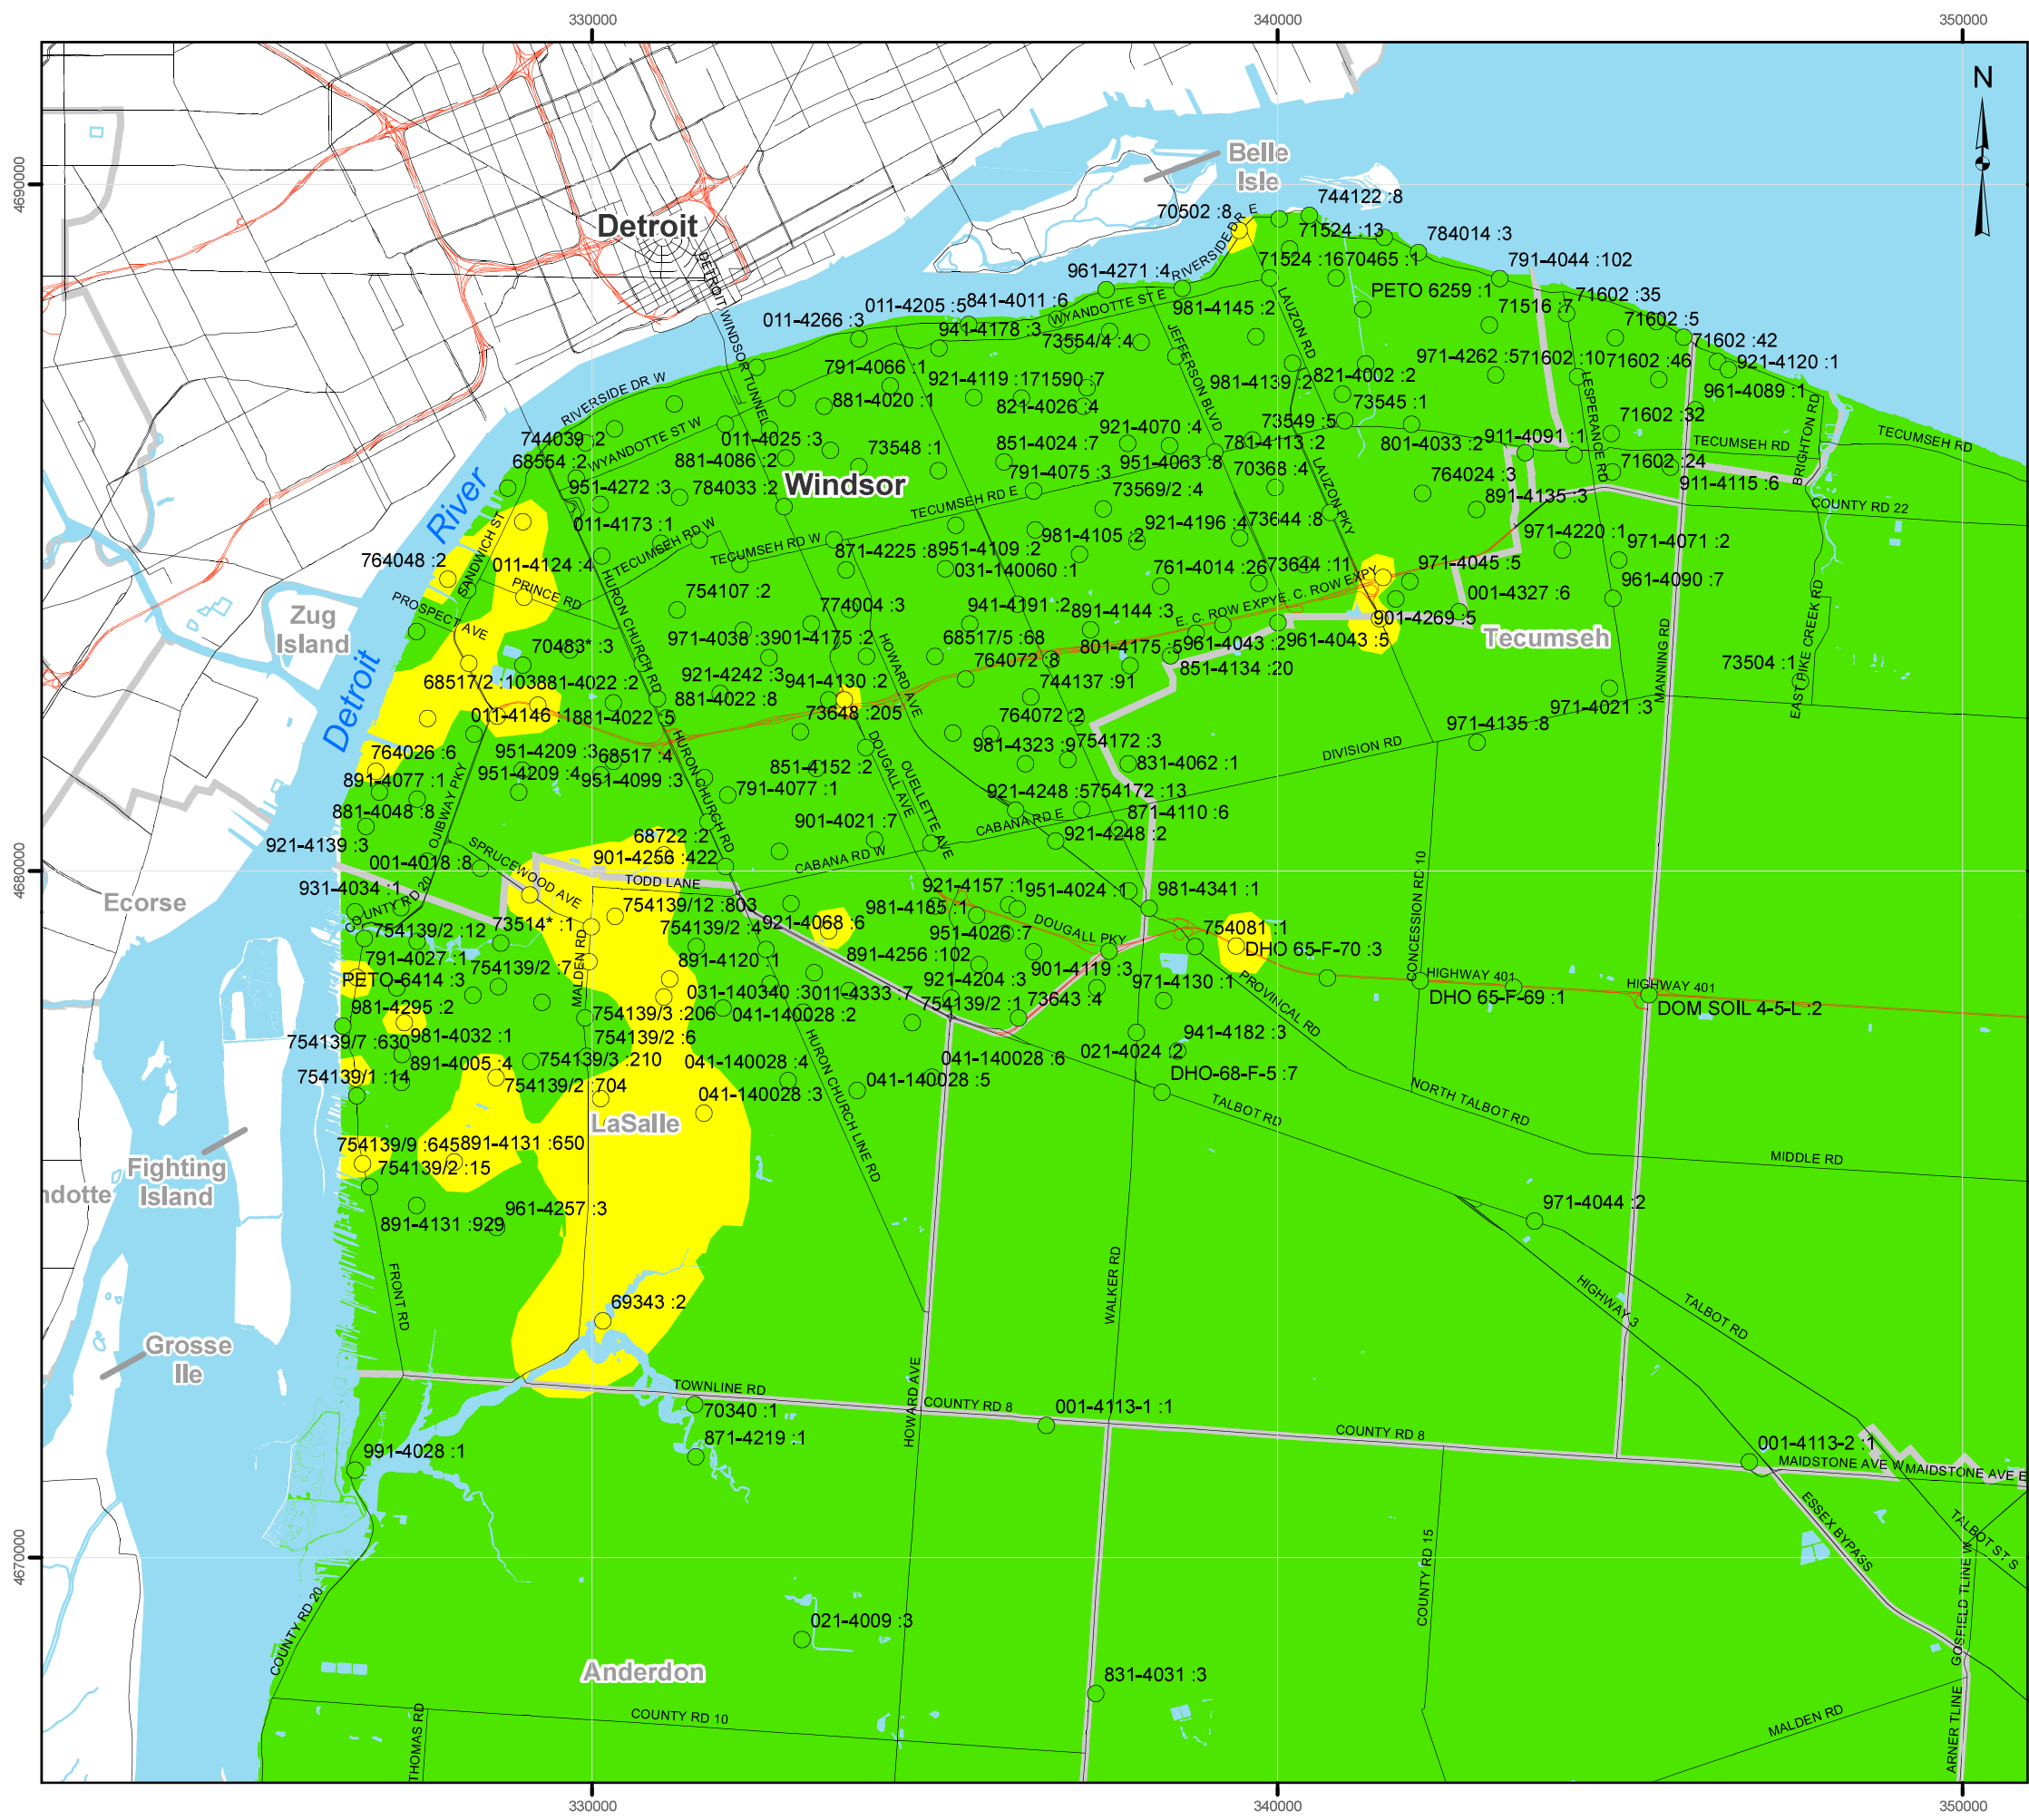 330000
340000
350000
N
4690000
Belle
Isle
Detroit
70502 :8
744122 :8
71524 :13
784014 :3
71524 :16
70465 :1
791-4044 :102
961-4271 :4
RIVERSIDE DR E
PETO 6259 :1
71602 :35
011-4205 :5
841-4011 :6
WYANDOTTE ST E
981-4145 :2
71516 :7
71602 :5
011-4266 :3
941-4178 :3
73554/4 :4
LAUZON RD
JEFFERSON BLVD
71602 :42
DETROIT WINDSOR TUNNEL
791-4066 :1
921-4119 :1
71590 :7
981-4139 :2
821-4002 :2
971-4262 :5
71602 :10
71602 :46
921-4120 :1
961-4089 :1
RIVERSIDE DR W
881-4020 :1
821-4026 :4
73545 :1
LESPERANCE RD
71602 :32
BRIGHTON RD
744039 :2
WYANDOTTE ST W
011-4025 :3
73548 :1
851-4024 :7
921-4070 :4
73549 :5
781-4113 :2
801-4033 :2
911-4091 :1
TECUMSEH RD
TECUMSEH RD
68554 :2
881-4086 :2
791-4075 :3
951-4063 :8
70368 :4
LAUZON PKY
764024 :3
71602 :24
911-4115 :6
951-4272 :3
784033 :2
Windsor
73569/2 :4
891-4135 :3
COUNTY RD 22
River
SANDWICH ST
011-4173 :1
TECUMSEH RD W
TECUMSEH RD W
TECUMSEH RD E
981-4105 :2
921-4196 :4
73644 :8
971-4220 :1
971-4071 :2
764048 :2
011-4124 :4
PRINCE RD
871-4225 :8
951-4109 :2
031-140060 :1
761-4014 :26
73644 :11
971-4045 :5
961-4090 :7
PROSPECT AVE
HURON CHURCH RD
754107 :2
774004 :3
941-4191 :2
891-4144 :3
E. C. ROW EXPY
E. C. ROW EXPY
001-4327 :6
901-4269 :5
EAST PIKE CREEK RD
Zug
Island
70483* :3
971-4038 :3
901-4175 :2
HOWARD AVE
68517/5 :68
801-4175 :5
961-4043 :2
961-4043 :5
Tecumseh
MANNING RD
68517/2 :103
881-4022 :2
921-4242 :3
881-4022 :8
941-4130 :2
764072 :8
744137 :91
851-4134 :20
73504 :1
Detroit
011-4146 :1
881-4022 :5
73648 :205
764072 :2
971-4021 :3
971-4135 :8
764026 :6
951-4209 :3
951-4209 :4
68517 :4
951-4099 :3
HURON CHURCH RD
851-4152 :2
DOUGALL AVE
OUELLETTE AVE
981-4323 :9
754172 :3
831-4062 :1
DIVISION RD
891-4077 :1
OJIBWAY PKY
791-4077 :1
921-4248 :5
754172 :13
871-4110 :6
881-4048 :8
901-4021 :7
CABANA RD E
921-4248 :2
921-4139 :3
001-4018 :8
SPRUCEWOOD AVE
68722 :2
901-4256 :422
CABANA RD W
4680000
Ecorse
931-4034 :1
COUNTY RD 20
TODD LANE
921-4157 :1
951-4024 :1
981-4341 :1
CONCESSION RD 10
754139/12 :803
981-4185 :1
DOUGALL PKY
754139/2 :12
73514* :1
MALDEN RD
754139/2 :4
921-4068 :6
951-4026 :7
754081 :1
DHO 65-F-70 :3
791-4027 :1
754139/2 :7
891-4120 :1
891-4256 :102
901-4119 :3
971-4130 :1
PROVINCIAL RD
HIGHWAY 401
HIGHWAY 401
PETO-6414 :3
031-140340 :3
011-4333 :7
921-4204 :3
754139/2 :1
73643 :4
DHO 65-F-69 :1
DOM SOIL 4-5-L :2
981-4295 :2
754139/3 :206
041-140028 :2
754139/7 :630
981-4032 :1
754139/2 :6
HURON CHURCH LINE RD
941-4182 :3
891-4005 :4
754139/3 :210
041-140028 :4
041-140028 :6
021-4024 :2
754139/1 :14
754139/2 :704
041-140028 :3
041-140028 :5
DHO-68-F-5 :7
NORTH TALBOT RD
TALBOT RD
LaSalle
754139/9 :645
891-4131 :650
MIDDLE RD
Fighting
Island
754139/2 :15
ndotte
891-4131 :929
961-4257 :3
971-4044 :2
FRONT RD
WALKER RD
HIGHWAY 3
TALBOT RD
69343 :2
Grosse
Ile
HOWARD AVE
TOWNLINE RD
COUNTY RD 8
70340 :1
001-4113-1 :1
COUNTY RD 8
871-4219 :1
001-4113-2 :1
991-4028 :1
MAIDSTONE AVE W
MAIDSTONE AVE E
ESSEX BYPASS
TALBOT ST S
4670000
COUNTY RD 15
GOSFIELD TLINE W
COUNTY RD 20
021-4009 :3
Anderdon
831-4031 :3
THOMAS RD
COUNTY RD 10
MALDEN RD
ARNER TLINE
330000
340000
350000